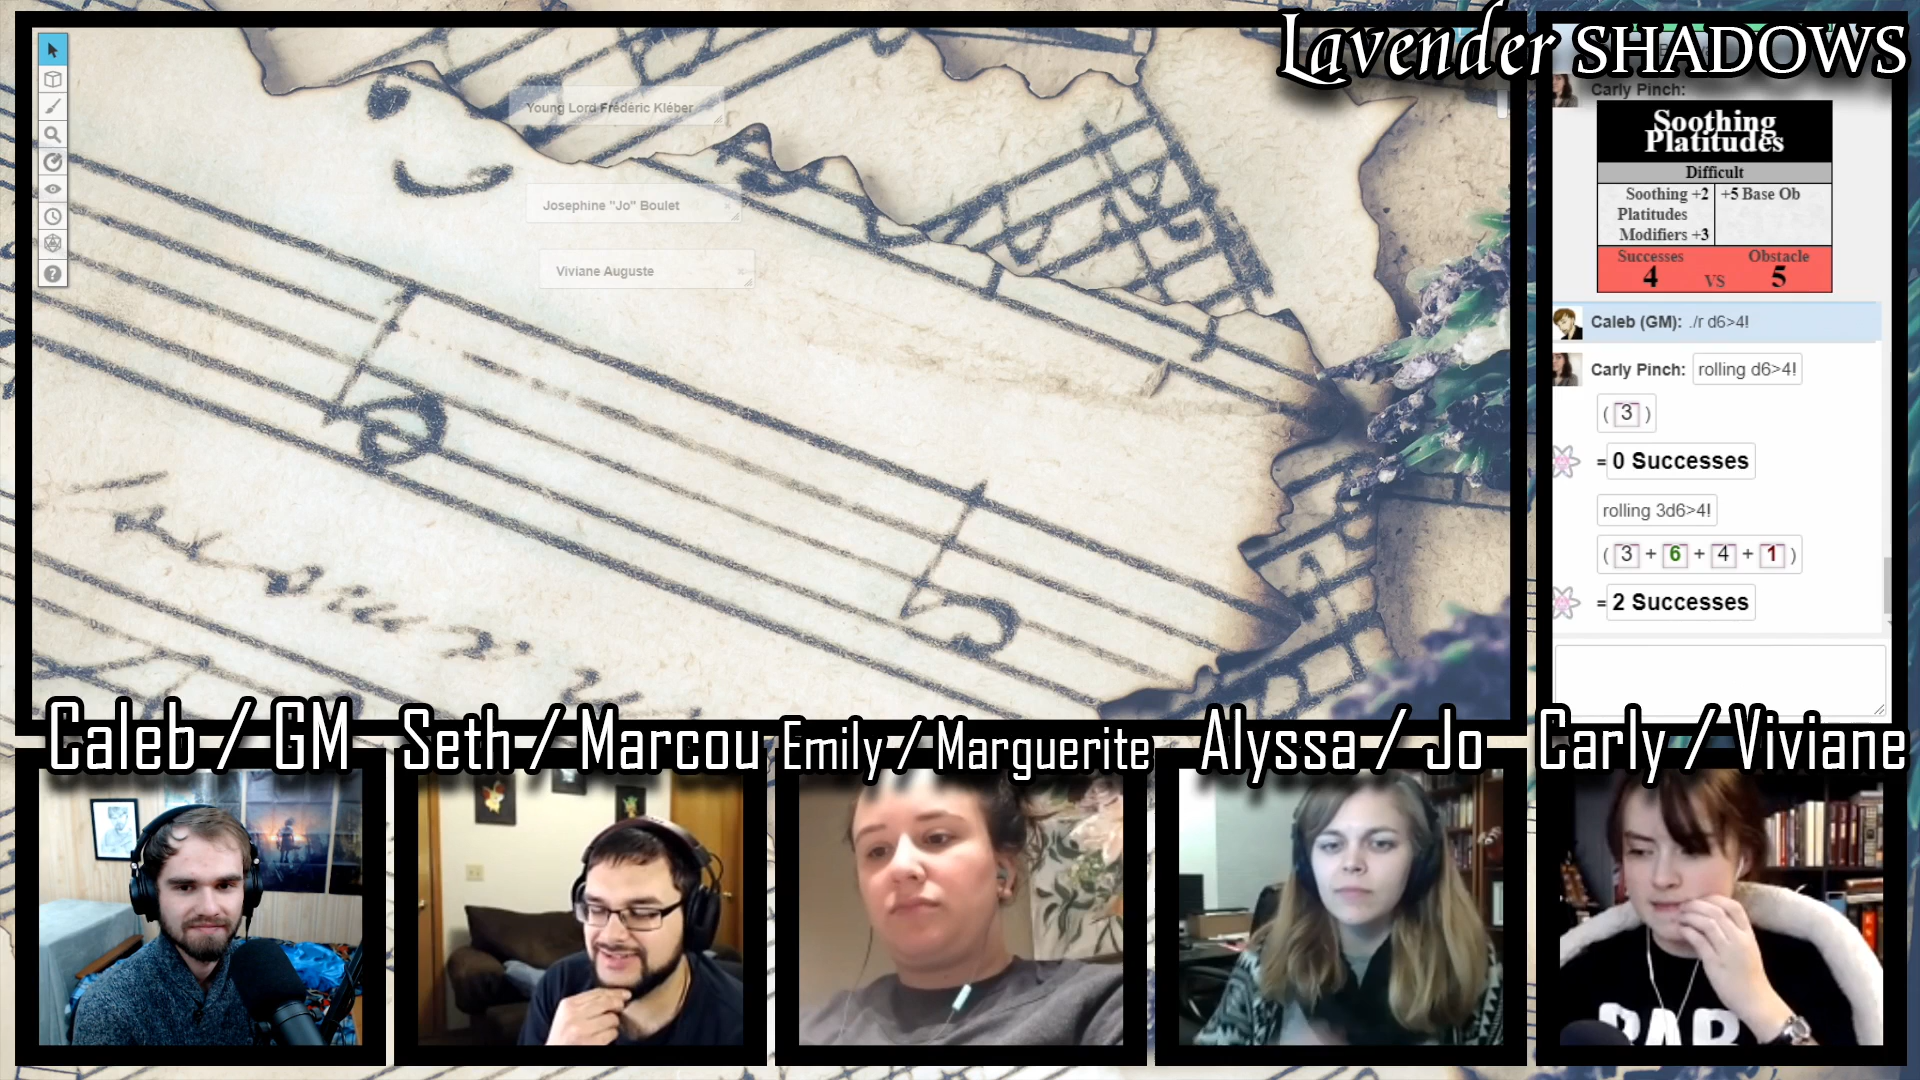 Lavender SHADOWS
Young Lord Frédéric Kléber
Josephine "Jo" Boulet
Viviane Auguste
Carly Pinch:
Soothing
Platitudes
Difficult
Soothing +2
Platitudes
Modifiers +3
+5 Base Ob
Successes
4
VS
Obstacle
5
Caleb (GM): ./r d6>4!
Carly Pinch: rolling d6>4!
( 3 )
= 0 Successes
rolling 3d6>4!
( 3 + 6 + 4 + 1 )
= 2 Successes
Caleb / GM
Seth / Marcou
Emily / Marguerite
Alyssa / Jo
Carly / Viviane